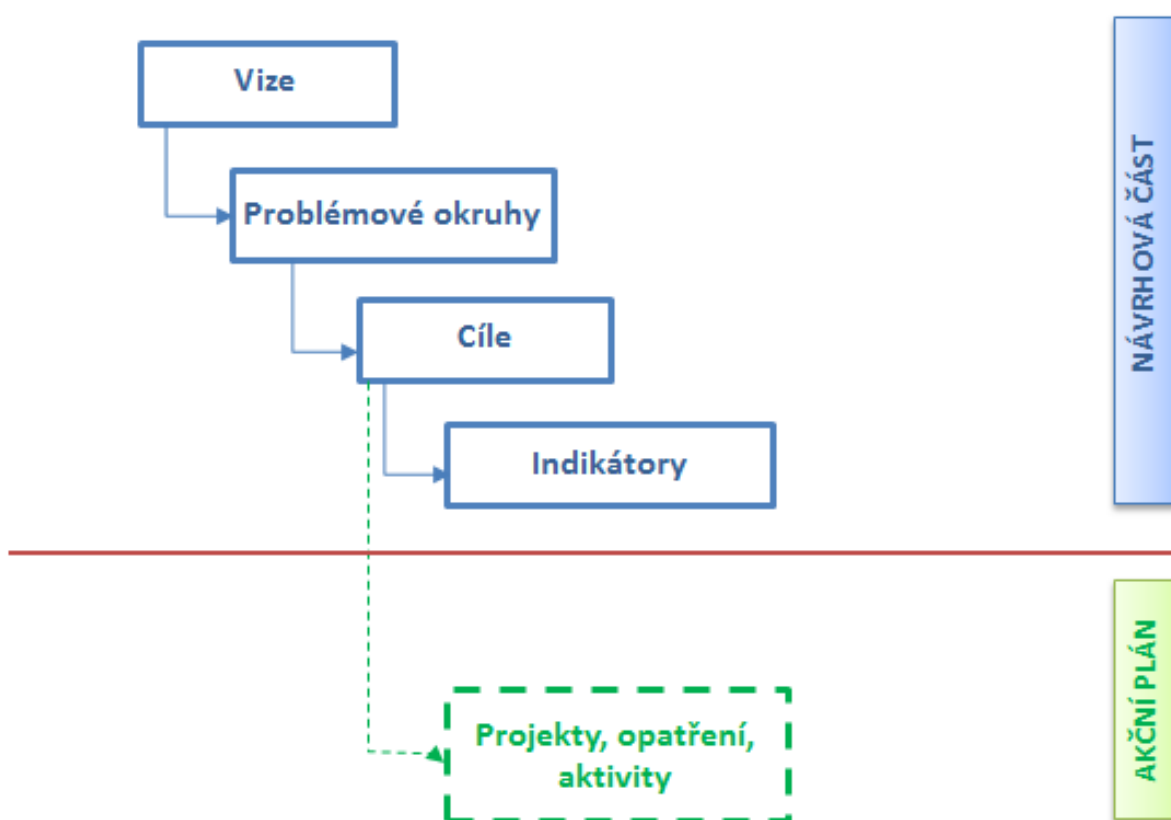 Vize
Problémové okruhy
Cíle
Indikátory
NÁVRHOVÁ ČÁST
Projekty, opatření,
aktivity
AKČNÍ PLÁN